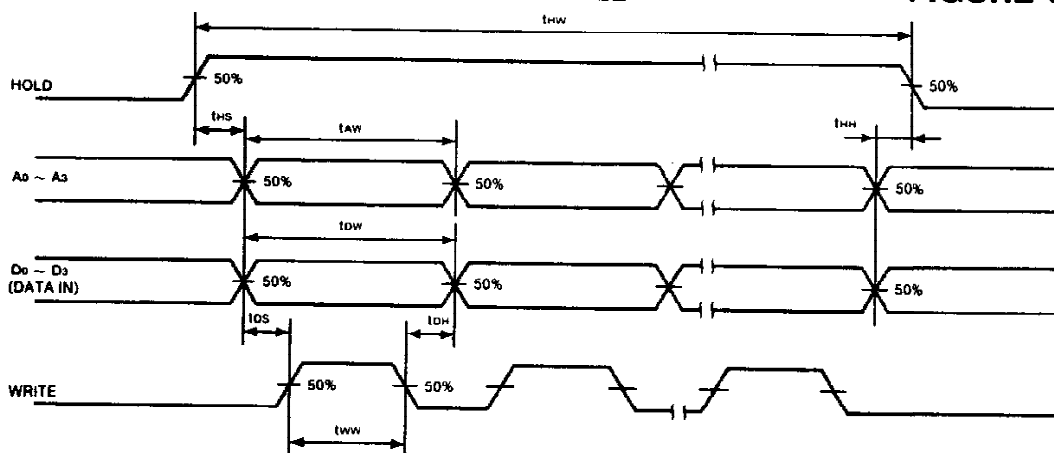 tHW
HOLD
50%
50%
tHS
tAW
tHH
A0 ~ A3
50%
50%
50%
tDW
D0 ~ D3
(DATA IN)
50%
50%
50%
tDS
tDH
WRITE
50%
50%
tWW